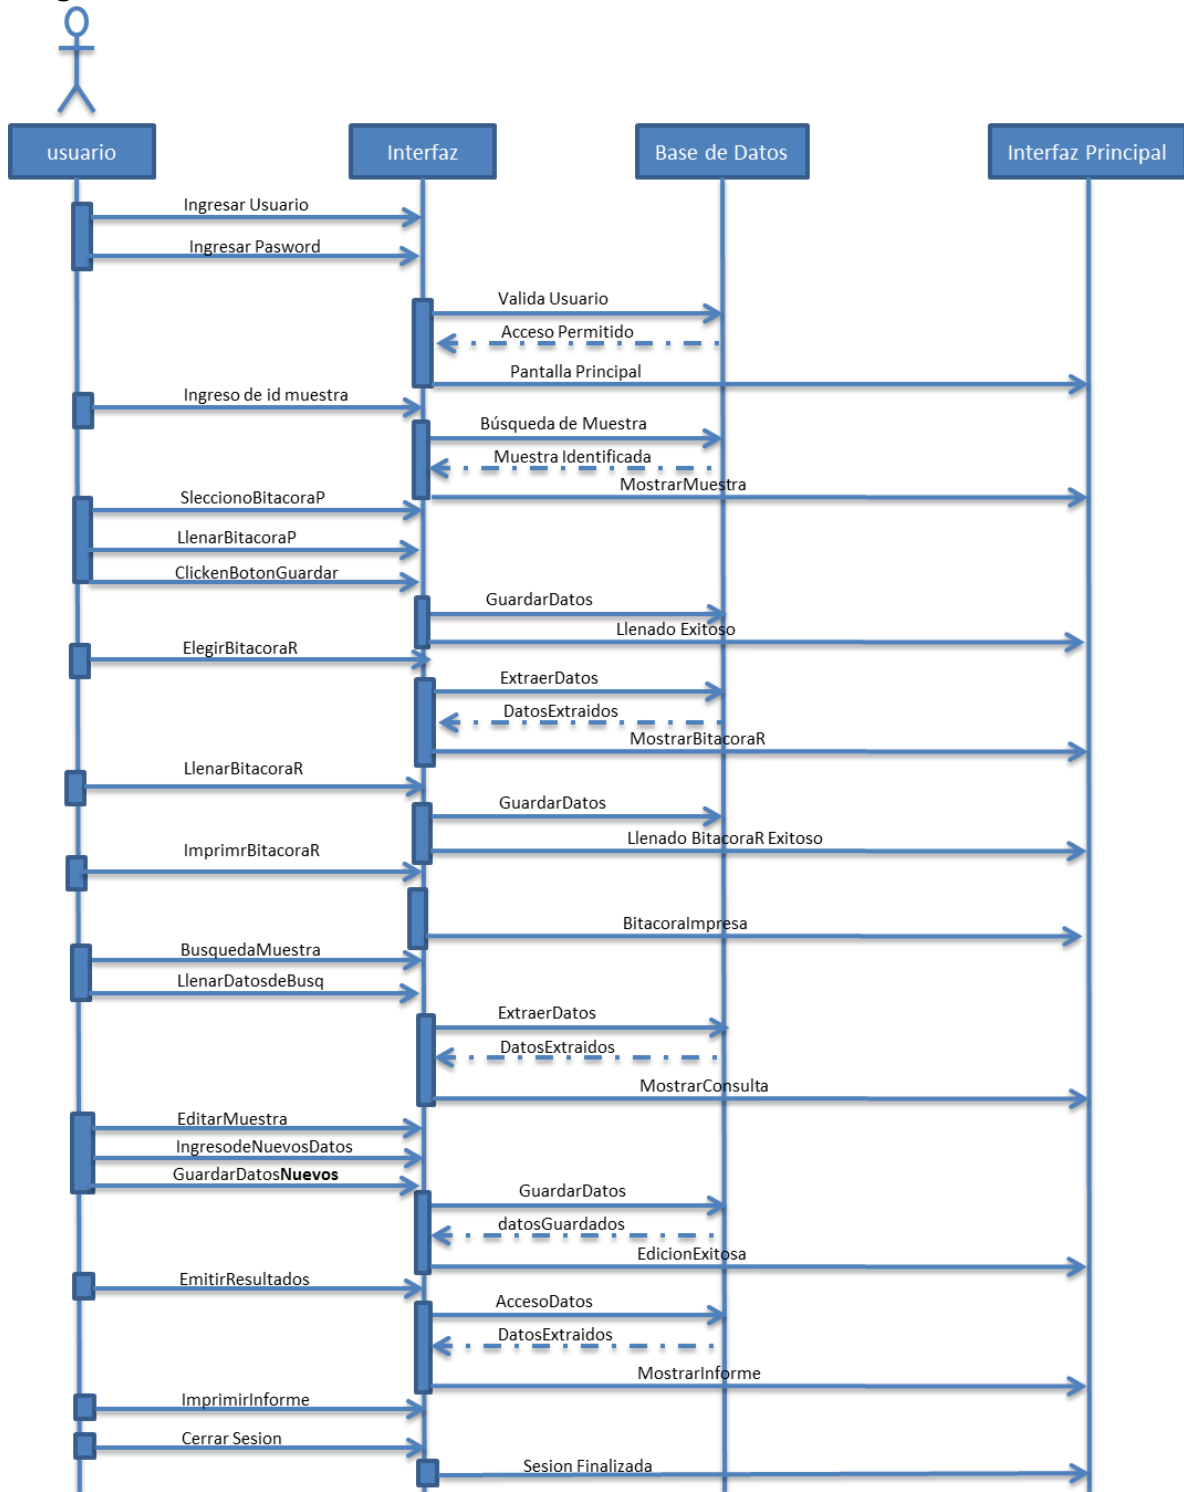 usuario
Interfaz
Base de Datos
Interfaz Principal
Ingresar Usuario
Ingresar Pasword
Valida Usuario
Acceso Permitido
Pantalla Principal
Ingreso de id muestra
Búsqueda de Muestra
Muestra Identificada
MostrarMuestra
SleccionoBitacoraP
LlenarBitacoraP
ClickenBotonGuardar
GuardarDatos
Llenado Exitoso
ElegirBitacoraR
ExtraerDatos
DatosExtraidos
MostrarBitacoraR
LlenarBitacoraR
GuardarDatos
Llenado BitacoraR Exitoso
ImprimrBitacoraR
BitacoraImpresa
BusquedaMuestra
LlenarDatosdeBusq
ExtraerDatos
DatosExtraidos
MostrarConsulta
EditarMuestra
IngresodeNuevosDatos
GuardarDatosNuevos
GuardarDatos
datosGuardados
EdicionExitosa
EmitirResultados
AccesoDatos
DatosExtraidos
MostrarInforme
ImprimirInforme
Cerrar Sesion
Sesion Finalizada